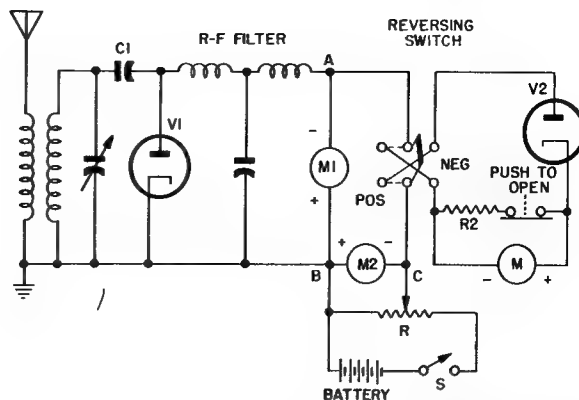 C1
R-F FILTER
A
REVERSING
SWITCH
V1
V2
-
M1
+
POS
NEG
PUSH TO
OPEN
R2
B
+ M2 -
C
- M +
R
BATTERY
S